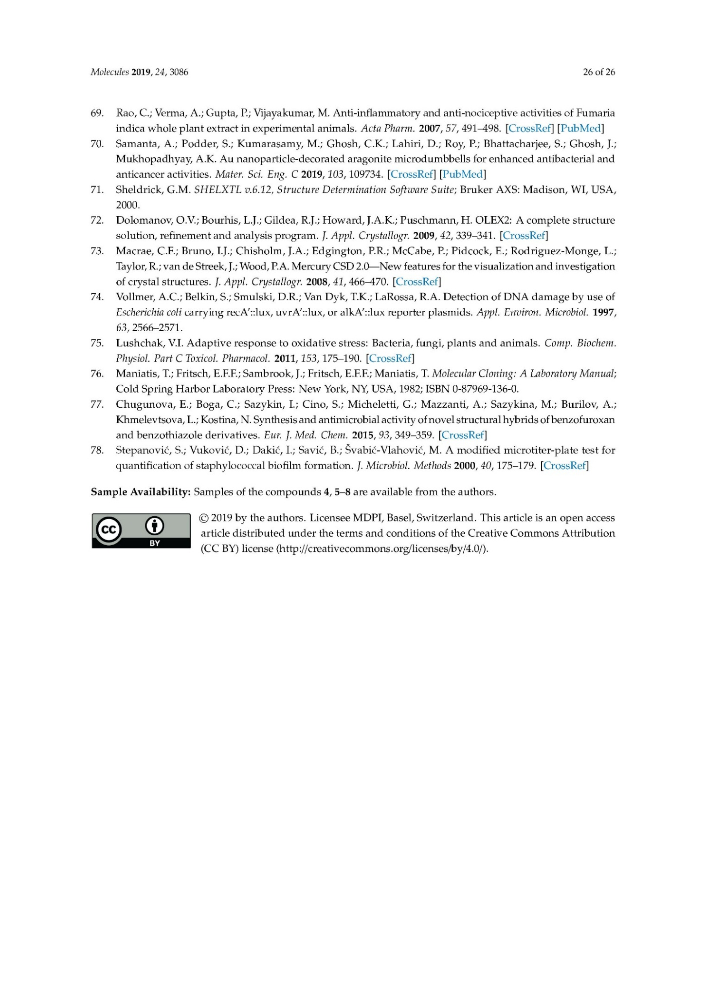 Molecules 2019, 24, 3086 26 of 26
69. Rao, C.; Verma, A.; Gupta, P.; Vijayakumar, M. Anti-inflammatory and anti-nociceptive activities of Fumaria
indica whole plant extract in experimental animals. Acta Pharm. 2007, 57, 491–498. [CrossRef] [PubMed]
70. Samanta, A.; Podder, S.; Kumarasamy, M.; Ghosh, C.K.; Lahiri, D.; Roy, P.; Bhattacharjee, S.; Ghosh, J.;
Mukhopadhyay, A.K. Au nanoparticle-decorated aragonite microdumbbells for enhanced antibacterial and
anticancer activities. Mater. Sci. Eng. C 2019, 103, 109734. [CrossRef] [PubMed]
71. Sheldrick, G.M. SHELXTL v.6.12, Structure Determination Software Suite; Bruker AXS: Madison, WI, USA,
2000.
72. Dolomanov, O.V.; Bourhis, L.J.; Gildea, R.J.; Howard, J.A.K.; Puschmann, H. OLEX2: A complete structure
solution, refinement and analysis program. J. Appl. Crystallogr. 2009, 42, 339–341. [CrossRef]
73. Macrae, C.F.; Bruno, I.J.; Chisholm, J.A.; Edgington, P.R.; McCabe, P.; Pidcock, E.; Rodriguez-Monge, L.;
Taylor, R.; van de Streek, J.; Wood, P.A. Mercury CSD 2.0—New features for the visualization and investigation
of crystal structures. J. Appl. Crystallogr. 2008, 41, 466–470. [CrossRef]
74. Vollmer, A.C.; Belkin, S.; Smulski, D.R.; Van Dyk, T.K.; LaRossa, R.A. Detection of DNA damage by use of
Escherichia coli carrying recA′::lux, uvrA′::lux, or alkA′::lux reporter plasmids. Appl. Environ. Microbiol. 1997,
63, 2566–2571.
75. Lushchak, V.I. Adaptive response to oxidative stress: Bacteria, fungi, plants and animals. Comp. Biochem.
Physiol. Part C Toxicol. Pharmacol. 2011, 153, 175–190. [CrossRef]
76. Maniatis, T.; Fritsch, E.F.F.; Sambrook, J.; Fritsch, E.F.F.; Maniatis, T. Molecular Cloning: A Laboratory Manual;
Cold Spring Harbor Laboratory Press: New York, NY, USA, 1982; ISBN 0-87969-136-0.
77. Chugunova, E.; Boga, C.; Sazykin, I.; Cino, S.; Micheletti, G.; Mazzanti, A.; Sazykina, M.; Burilov, A.;
Khmelevtsova, L.; Kostina, N. Synthesis and antimicrobial activity of novel structural hybrids of benzofuroxan
and benzothiazole derivatives. Eur. J. Med. Chem. 2015, 93, 349–359. [CrossRef]
78. Stepanović, S.; Vuković, D.; Dakić, I.; Savić, B.; Švabić-Vlahović, M. A modified microtiter-plate test for
quantification of staphylococcal biofilm formation. J. Microbiol. Methods 2000, 40, 175–179. [CrossRef]
Sample Availability: Samples of the compounds 4, 5–8 are available from the authors.
cc
BY
© 2019 by the authors. Licensee MDPI, Basel, Switzerland. This article is an open access
article distributed under the terms and conditions of the Creative Commons Attribution
(CC BY) license (http://creativecommons.org/licenses/by/4.0/).